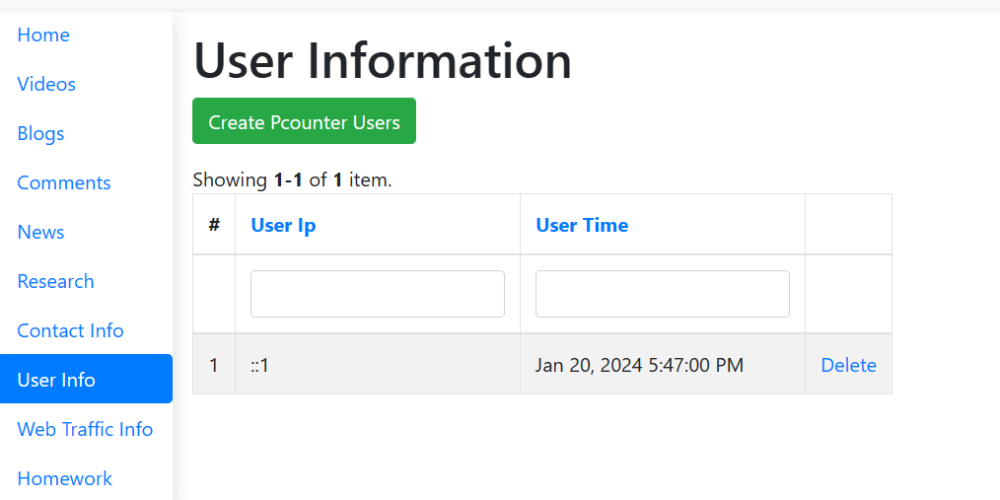 Home
Videos
Blogs
Comments
News
Research
Contact Info
User Info
Web Traffic Info
Homework
User Information
Create Pcounter Users
Showing 1-1 of 1 item.
# User Ip User Time
1 ::1 Jan 20, 2024 5:47:00 PM Delete